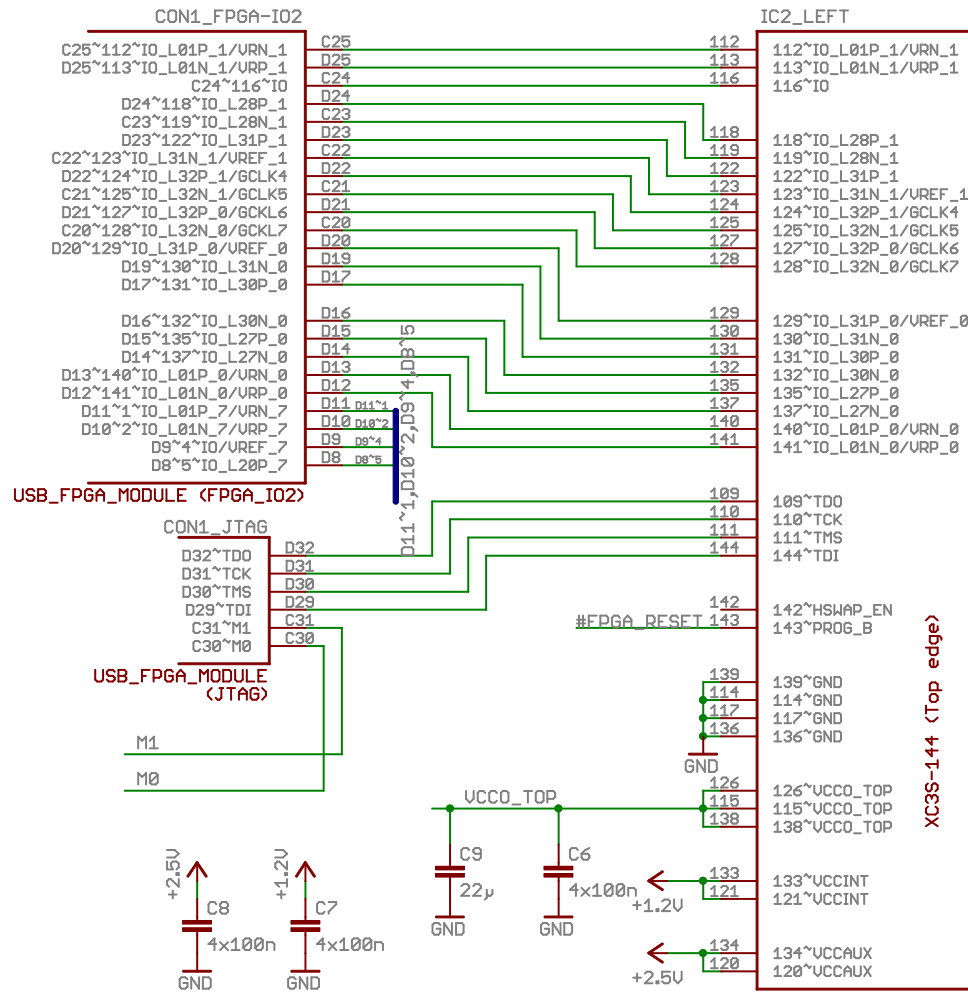 CON1_FPGA-IO2
C25~112~IO_L01P_1/VRN_1 C25
D25~113~IO_L01N_1/VRP_1 D25
C24~116~IO C24
D24~118~IO_L28P_1 D24
C23~119~IO_L28N_1 C23
D23~122~IO_L31P_1 D23
C22~123~IO_L31N_1/VREF_1 C22
D22~124~IO_L32P_1/GCLK4 D22
C21~125~IO_L32N_1/GCLK5 C21
D21~127~IO_L32P_0/GCKL6 D21
C20~128~IO_L32N_0/GCKL7 C20
D20~129~IO_L31P_0/VREF_0 D20
D19~130~IO_L31N_0 D19
D17~131~IO_L30P_0 D17
D16~132~IO_L30N_0 D16
D15~135~IO_L27P_0 D15
D14~137~IO_L27N_0 D14
D13~140~IO_L01P_0/VRN_0 D13
D12~141~IO_L01N_0/VRP_0 D12
D11~1~IO_L01P_7/VRN_7 D11 D11~1
D10~2~IO_L01N_7/VRP_7 D10 D10~2
D9~4~IO/VREF_7 D9 D9~4
D8~5~IO_L20P_7 D8 D8~5
D11~1,D10~2,D9~4,D8~5
USB_FPGA_MODULE (FPGA_IO2)
CON1_JTAG
D32~TDO D32
D31~TCK D31
D30~TMS D30
D29~TDI D29
C31~M1 C31
C30~M0 C30
USB_FPGA_MODULE
(JTAG)
M1
M0
+2.5V
C8
4x100n
GND
+1.2V
C7
4x100n
GND
IC2_LEFT
112 112~IO_L01P_1/VRN_1
113 113~IO_L01N_1/VRP_1
116 116~IO
118 118~IO_L28P_1
119 119~IO_L28N_1
122 122~IO_L31P_1
123 123~IO_L31N_1/VREF_1
124 124~IO_L32P_1/GCLK4
125 125~IO_L32N_1/GCLK5
127 127~IO_L32P_0/GCLK6
128 128~IO_L32N_0/GCLK7
129 129~IO_L31P_0/VREF_0
130 130~IO_L31N_0
131 131~IO_L30P_0
132 132~IO_L30N_0
135 135~IO_L27P_0
137 137~IO_L27N_0
140 140~IO_L01P_0/VRN_0
141 141~IO_L01N_0/VRP_0
109 109~TDO
110 110~TCK
111 111~TMS
144 144~TDI
142 142~HSWAP_EN
#FPGA_RESET 143 143~PROG_B
139 139~GND
114 114~GND
117 117~GND
136 136~GND
GND
126 126~VCCO_TOP
VCCO_TOP 115 115~VCCO_TOP
138 138~VCCO_TOP
C9
22µ
GND
C6
4x100n
GND
133 133~VCCINT
121 121~VCCINT
+1.2V
134 134~VCCAUX
120 120~VCCAUX
+2.5V
XC3S-144 (Top edge)